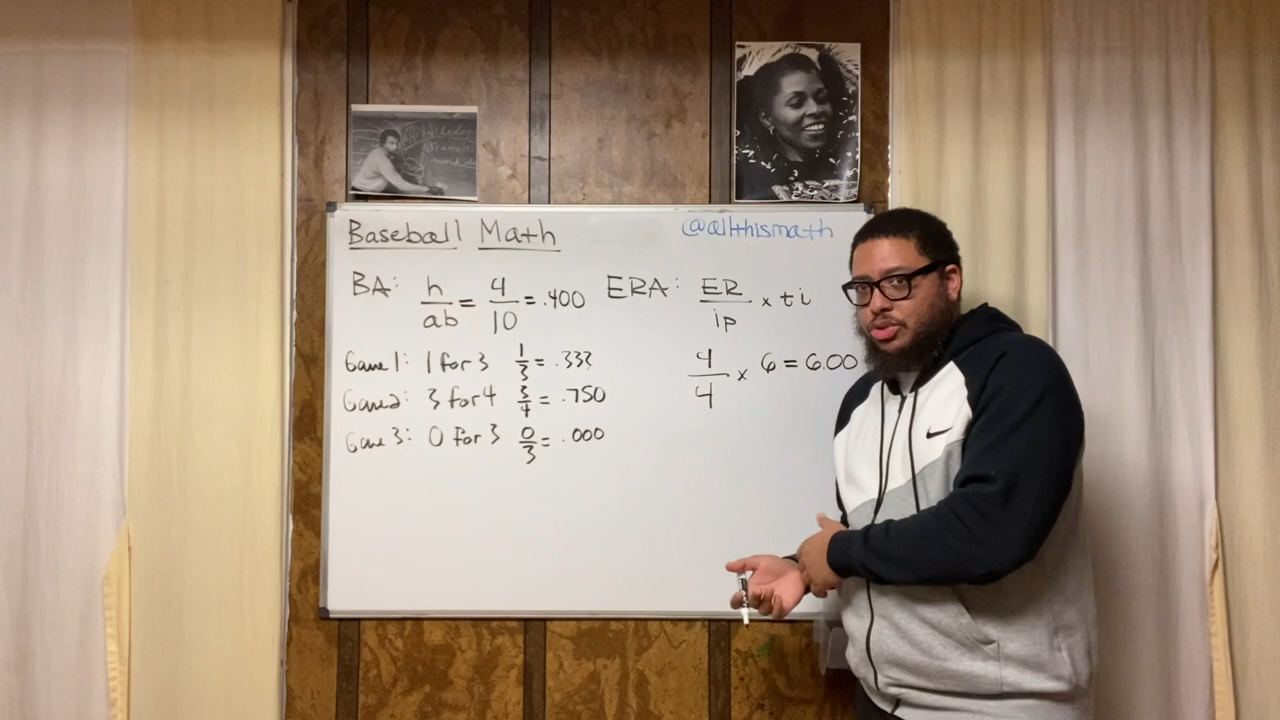 Baseball Math
@allthismath
BA: h/ab = 4/10 = .400
ERA: ER/ip x ti
4/4 x 6 = 6.00
Game 1: 1 for 3 1/3 = .333
Game 2: 3 for 4 3/4 = .750
Game 3: 0 for 3 0/3 = .000